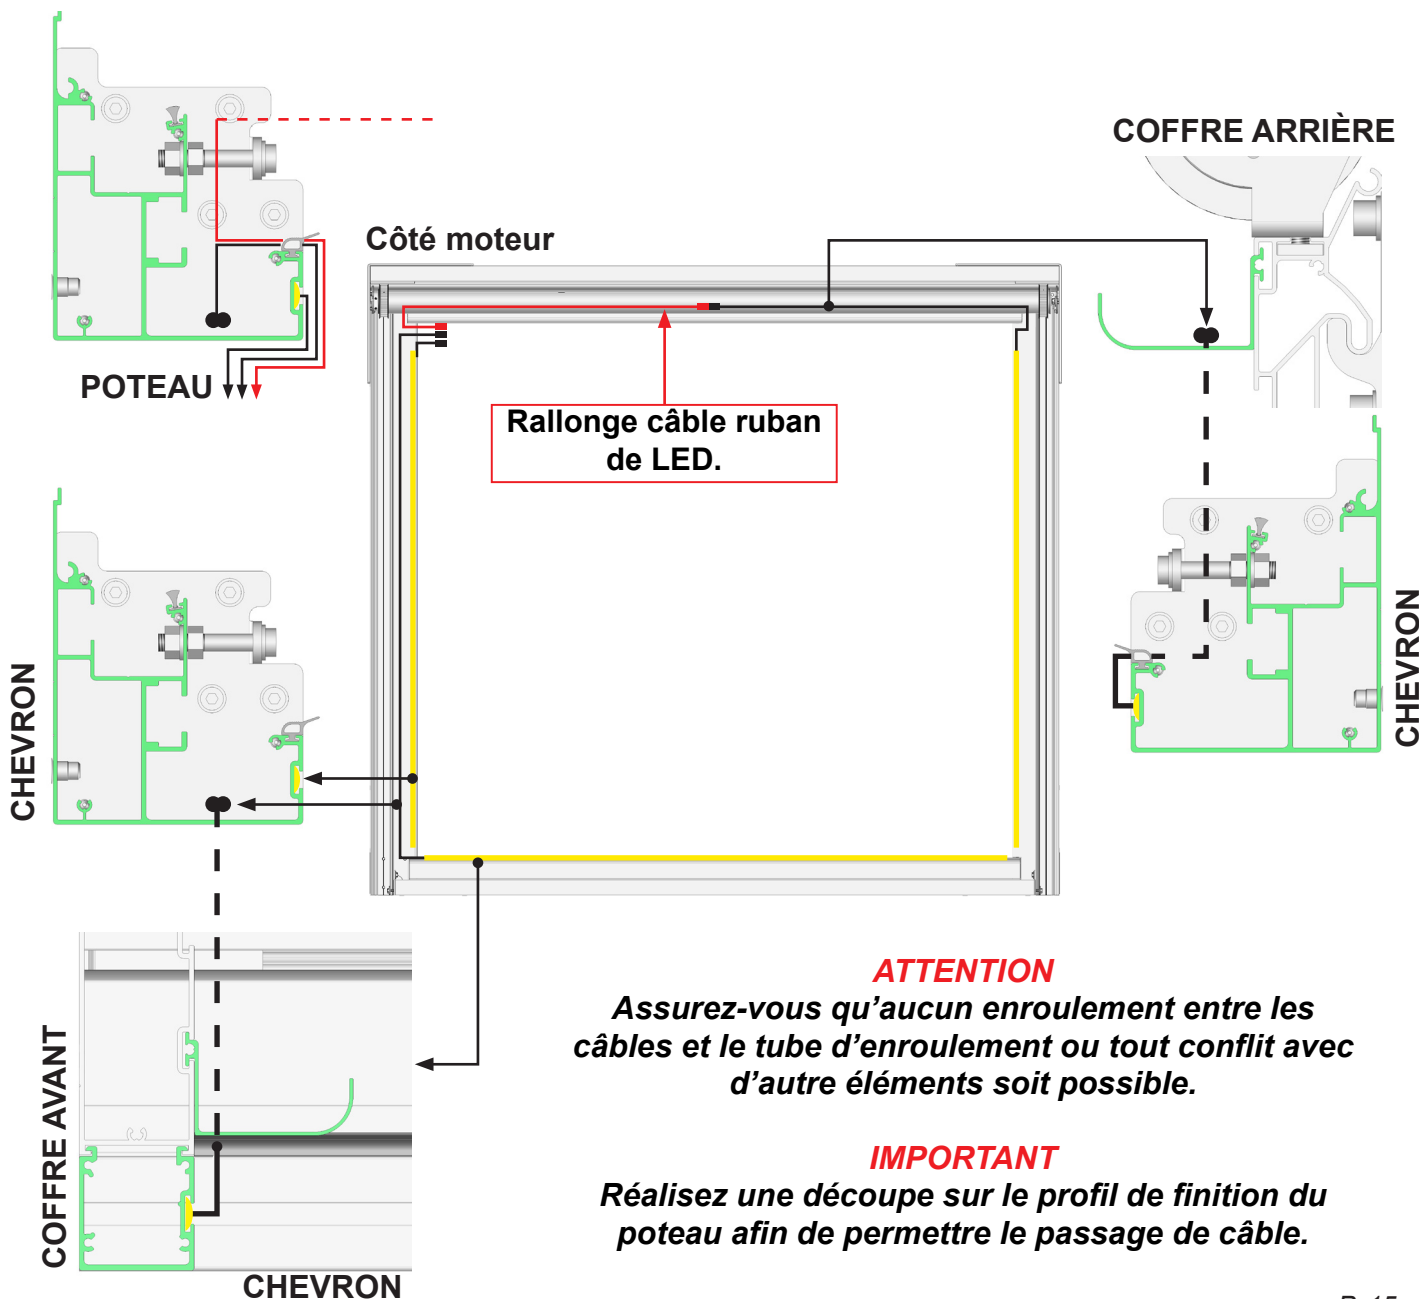 COFFRE ARRIÈRE
Côté moteur
POTEAU
Rallonge câble ruban
de LED.
CHEVRON
CHEVRON
COFFRE AVANT
CHEVRON
ATTENTION
Assurez-vous qu’aucun enroulement entre les
câbles et le tube d’enroulement ou tout conflit avec
d’autre éléments soit possible.
IMPORTANT
Réalisez une découpe sur le profil de finition du
poteau afin de permettre le passage de câble.